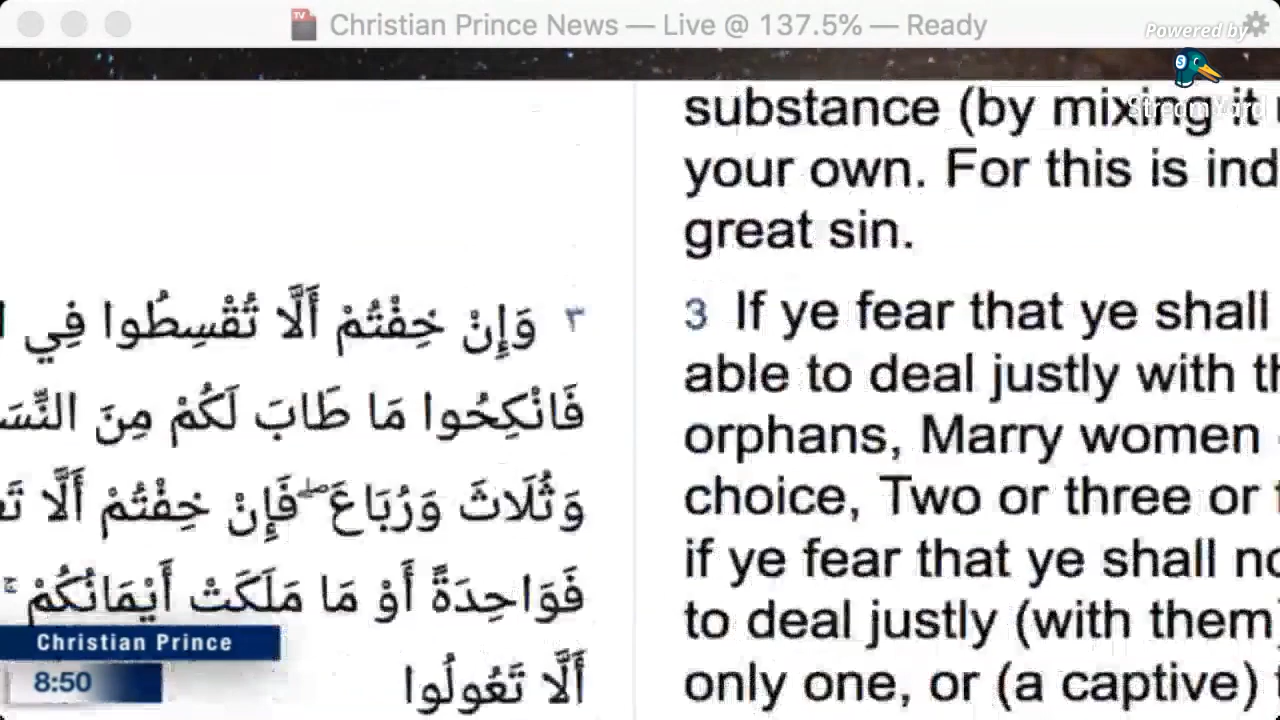 Christian Prince News — Live @ 137.5% — Ready
Powered by
StreamYard
substance (by mixing it
your own. For this is ind
great sin.
٣ وَإِنْ خِفْتُمْ أَلَّا تُقْسِطُوا فِي
فَانْكِحُوا مَا طَابَ لَكُمْ مِنَ
وَثُلَاثَ وَرُبَاعَ ۖ فَإِنْ خِفْتُمْ أَلَّا
فَوَاحِدَةً أَوْ مَا مَلَكَتْ أَيْمَانُكُمْ ۚ
أَلَّا تَعُولُوا
3 If ye fear that ye shall
able to deal justly with th
orphans, Marry women
choice, Two or three or
if ye fear that ye shall no
to deal justly (with them
only one, or (a captive)
Christian Prince
8:50